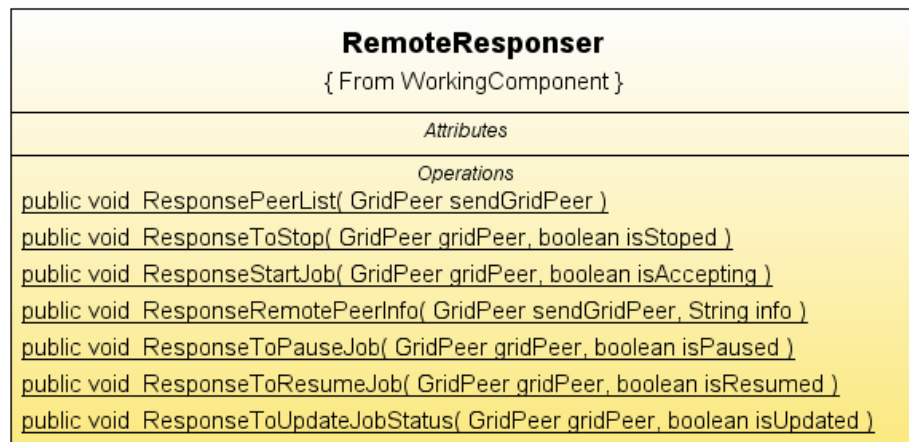 RemoteResponser
{ From WorkingComponent }
Attributes
Operations
public void ResponsePeerList( GridPeer sendGridPeer )
public void ResponseToStop( GridPeer gridPeer, boolean isStoped )
public void ResponseStartJob( GridPeer gridPeer, boolean isAccepting )
public void ResponseRemotePeerInfo( GridPeer sendGridPeer, String info )
public void ResponseToPauseJob( GridPeer gridPeer, boolean isPaused )
public void ResponseToResumeJob( GridPeer gridPeer, boolean isResumed )
public void ResponseToUpdateJobStatus( GridPeer gridPeer, boolean isUpdated )